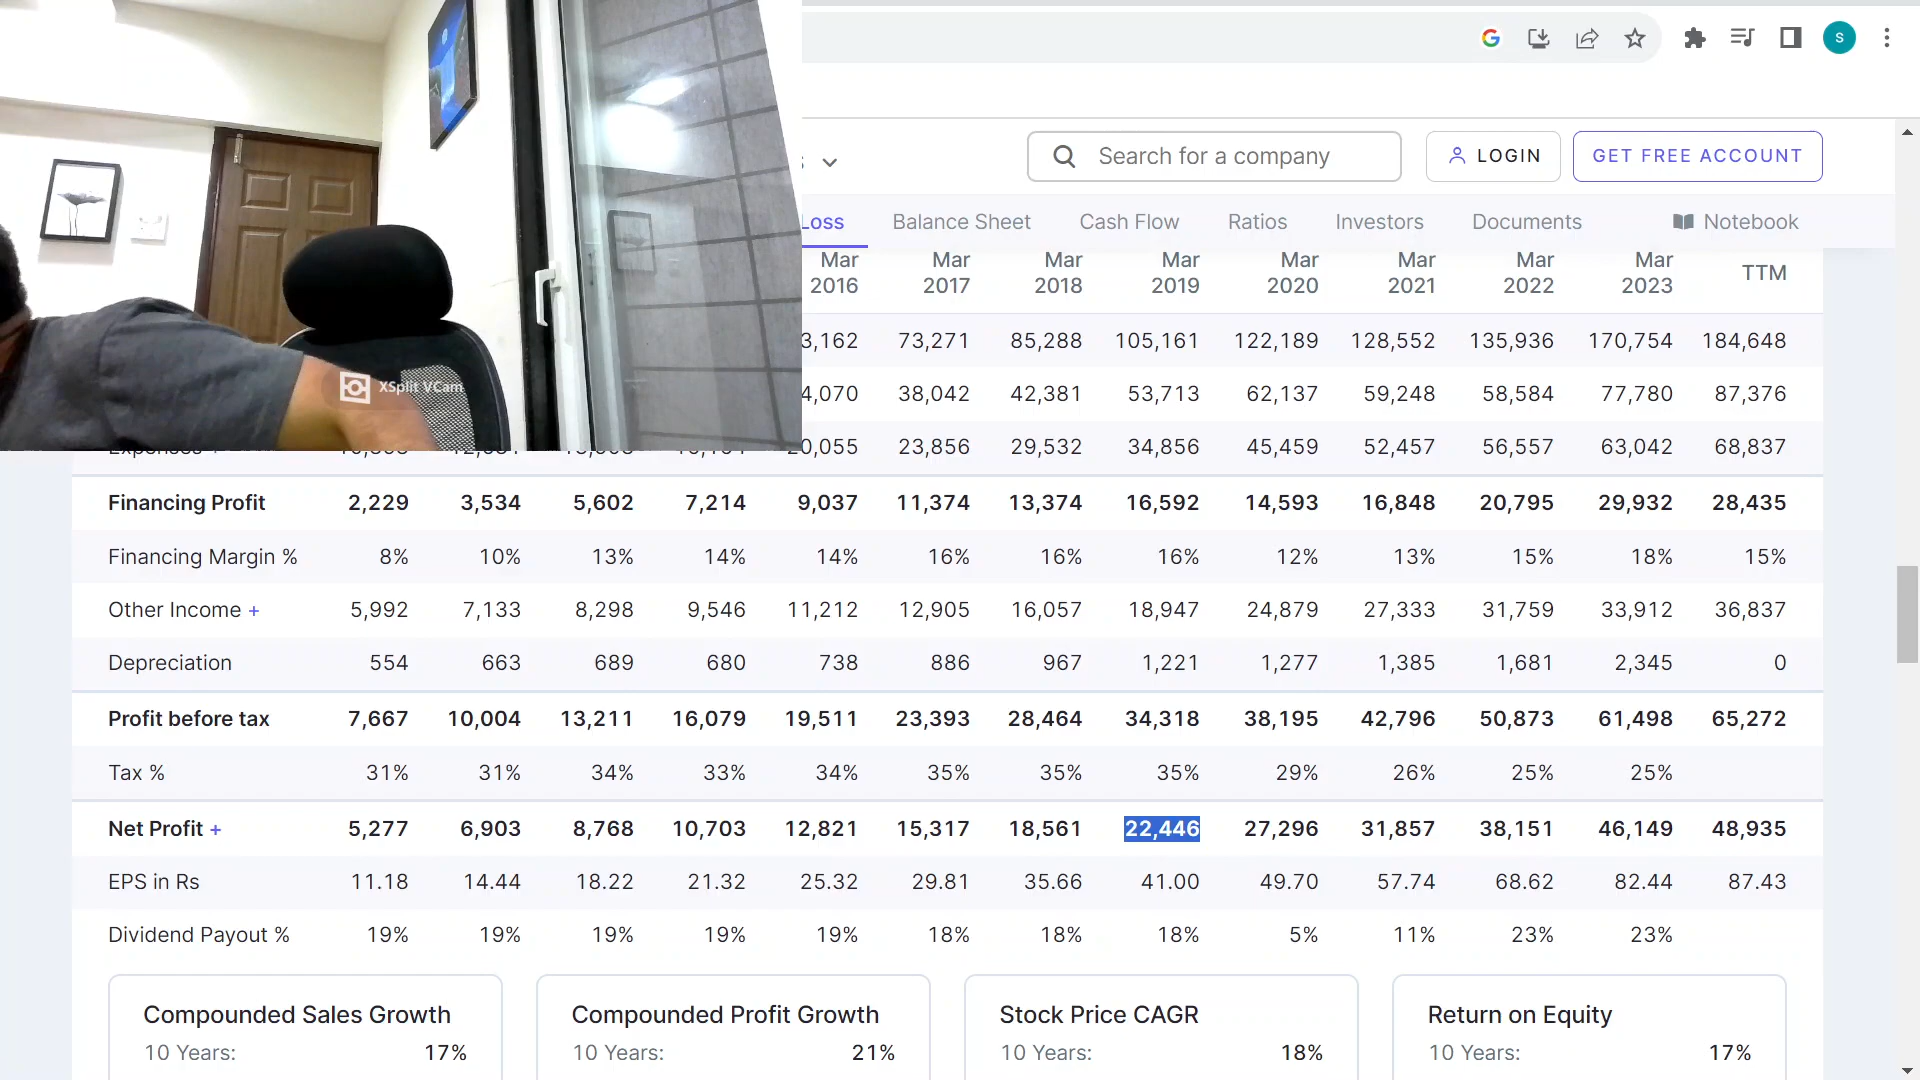 S
Search for a company
LOGIN
GET FREE ACCOUNT
Loss Balance Sheet Cash Flow Ratios Investors Documents Notebook
Mar 2016 Mar 2017 Mar 2018 Mar 2019 Mar 2020 Mar 2021 Mar 2022 Mar 2023 TTM
3,162 73,271 85,288 105,161 122,189 128,552 135,936 170,754 184,648
XSplit VCam
4,070 38,042 42,381 53,713 62,137 59,248 58,584 77,780 87,376
0,055 23,856 29,532 34,856 45,459 52,457 56,557 63,042 68,837
Financing Profit 2,229 3,534 5,602 7,214 9,037 11,374 13,374 16,592 14,593 16,848 20,795 29,932 28,435
Financing Margin % 8% 10% 13% 14% 14% 16% 16% 16% 12% 13% 15% 18% 15%
Other Income + 5,992 7,133 8,298 9,546 11,212 12,905 16,057 18,947 24,879 27,333 31,759 33,912 36,837
Depreciation 554 663 689 680 738 886 967 1,221 1,277 1,385 1,681 2,345 0
Profit before tax 7,667 10,004 13,211 16,079 19,511 23,393 28,464 34,318 38,195 42,796 50,873 61,498 65,272
Tax % 31% 31% 34% 33% 34% 35% 35% 35% 29% 26% 25% 25%
Net Profit + 5,277 6,903 8,768 10,703 12,821 15,317 18,561 22,446 27,296 31,857 38,151 46,149 48,935
EPS in Rs 11.18 14.44 18.22 21.32 25.32 29.81 35.66 41.00 49.70 57.74 68.62 82.44 87.43
Dividend Payout % 19% 19% 19% 19% 19% 18% 18% 18% 5% 11% 23% 23%
Compounded Sales Growth Compounded Profit Growth Stock Price CAGR Return on Equity
10 Years: 17% 10 Years: 21% 10 Years: 18% 10 Years: 17%